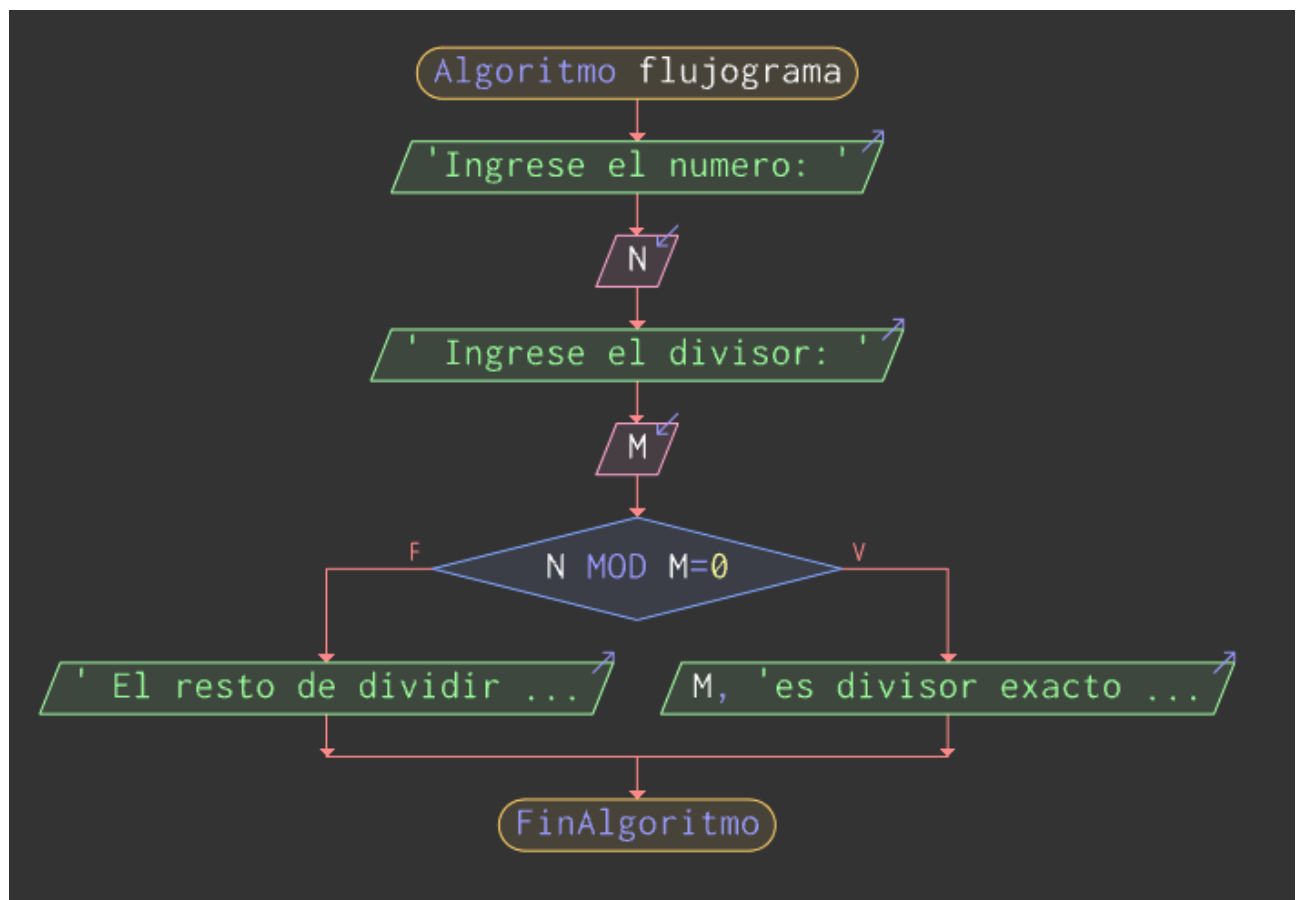 Algoritmo flujograma
'Ingrese el numero: '
N
' Ingrese el divisor: '
M
F
N MOD M=0
V
' El resto de dividir ...
M, 'es divisor exacto ...
FinAlgoritmo